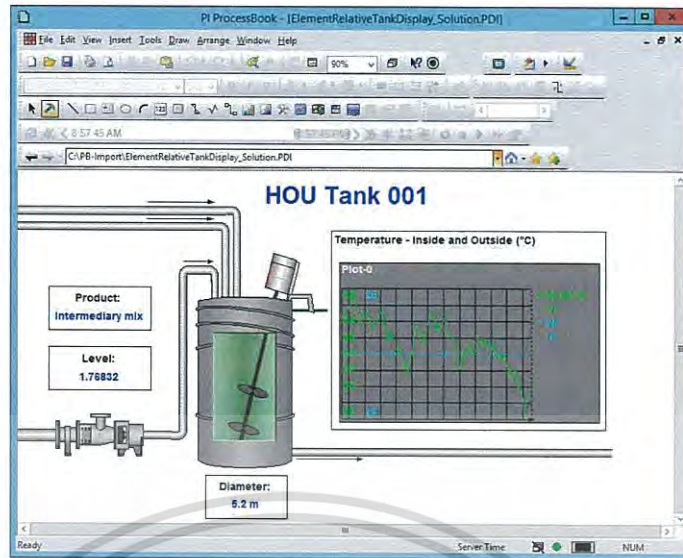 PI ProcessBook - [ElementRelativeTankDisplay_Solution.PDI]
File Edit View Insert Tools Draw Arrange Window Help
90%
8:57:45 AM
C:\PB-Import\ElementRelativeTankDisplay_Solution.PDI
HOU Tank 001
Temperature - Inside and Outside (°C)
Plot-0
Product:
Intermediary mix
Level:
1.76832
Diameter:
5.2 m
Ready
Server Time
NUM